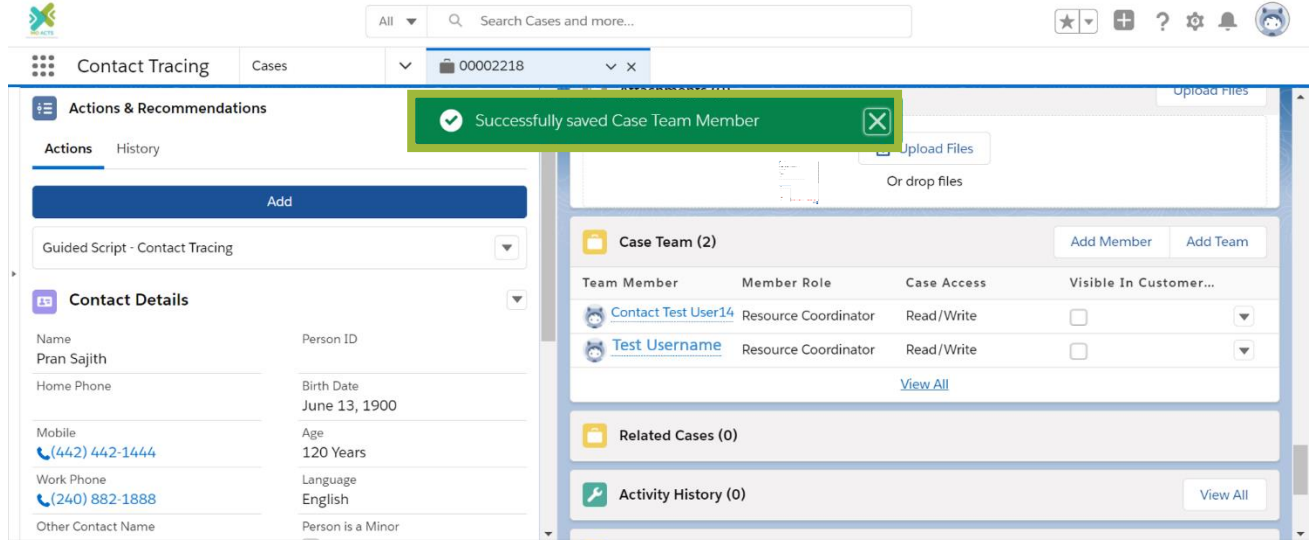 MD ACTS
All
Search Cases and more...
Contact Tracing
Cases
00002218
Actions & Recommendations
Actions
History
Add
Guided Script - Contact Tracing
Contact Details
Name
Pran Sajith
Person ID
Home Phone
Birth Date
June 13, 1900
Mobile
(442) 442-1444
Age
120 Years
Work Phone
(240) 882-1888
Language
English
Other Contact Name
Person is a Minor
Attachments (0)
Upload Files
Successfully saved Case Team Member
Upload Files
Or drop files
Case Team (2)
Add Member
Add Team
Team Member Member Role Case Access Visible In Customer...
Contact Test User14 Resource Coordinator Read/Write
Test Username Resource Coordinator Read/Write
View All
Related Cases (0)
Activity History (0)
View All